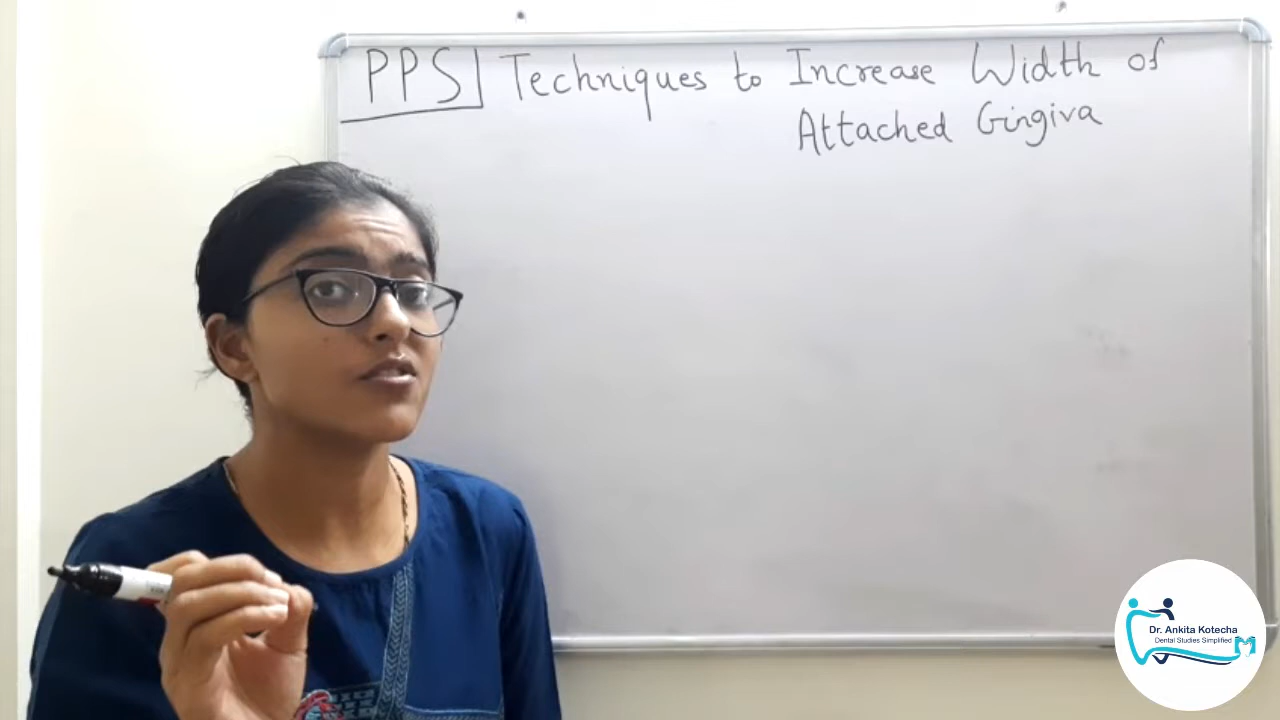 PPS Techniques to Increase Width of
Attached Gingiva
Dr. Ankita Kotecha
Dental Studies Simplified